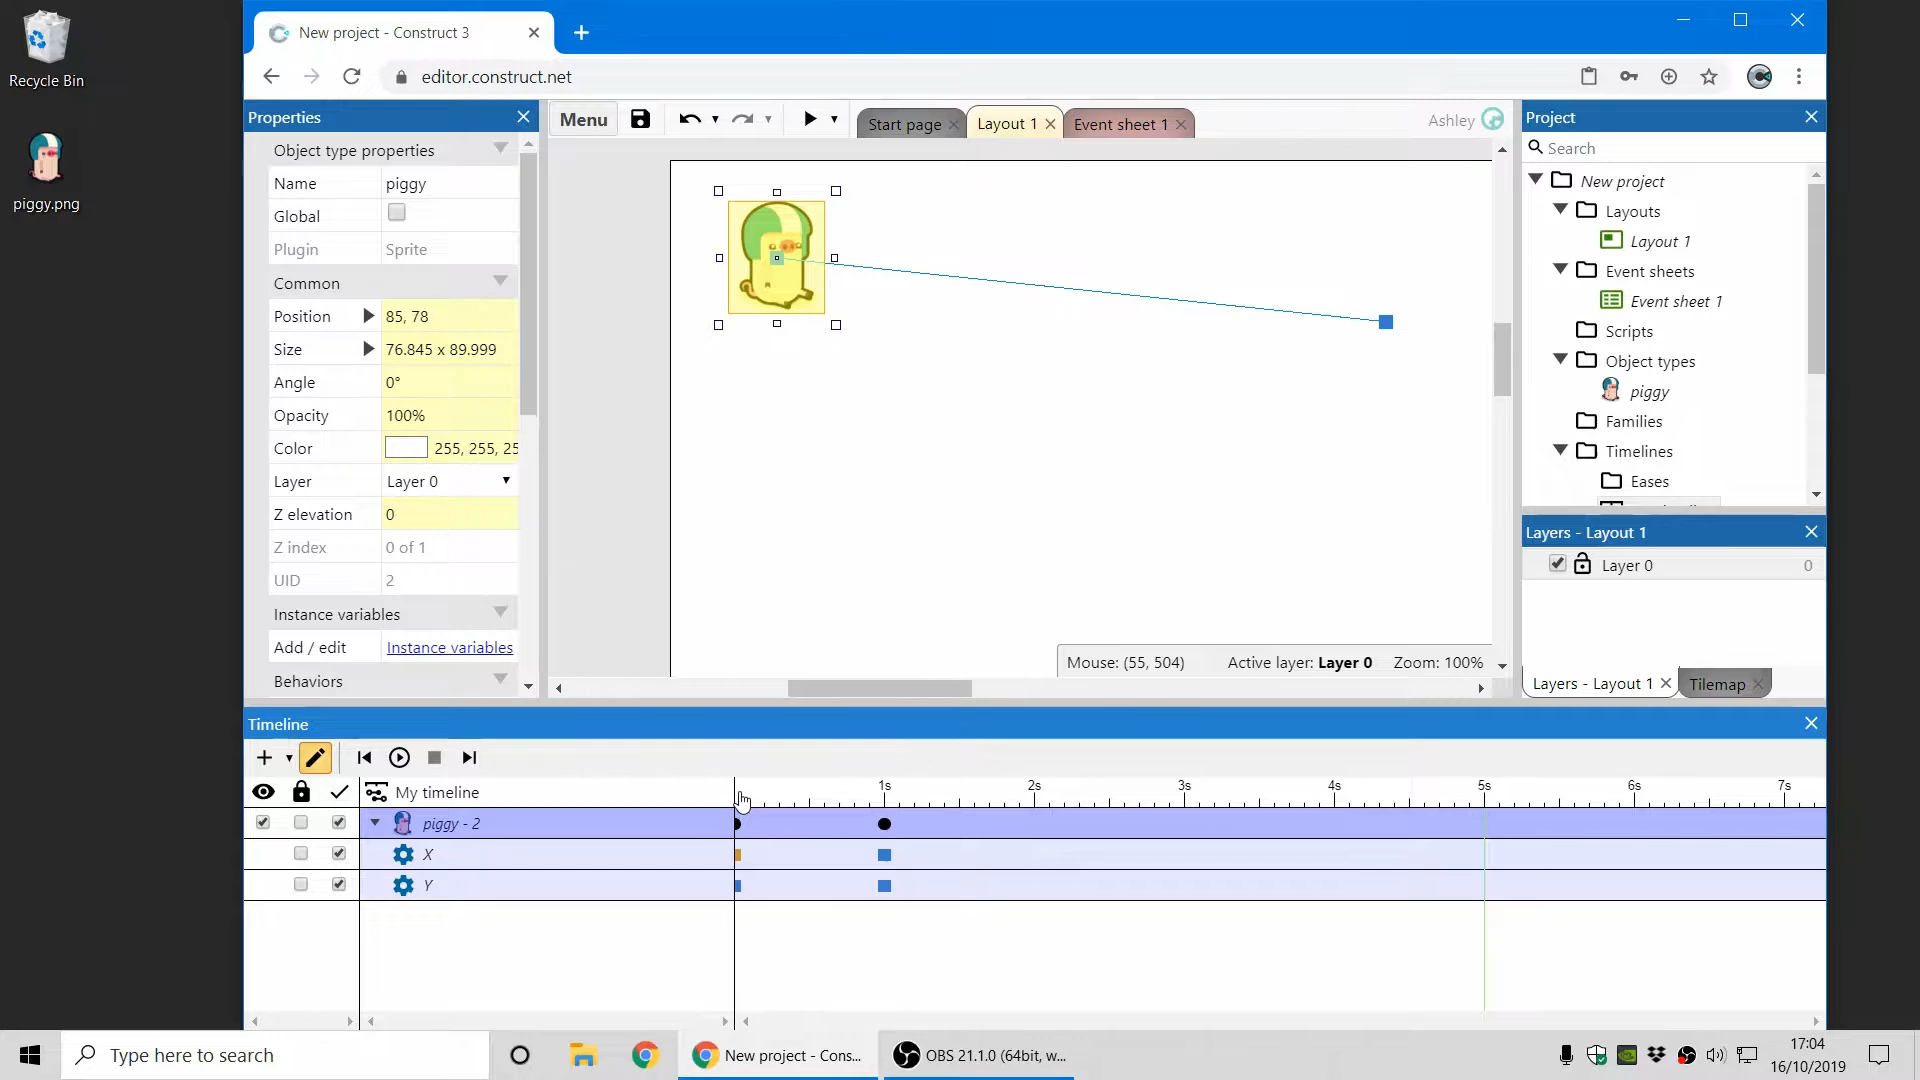 Recycle Bin
piggy.png
New project - Construct 3
editor.construct.net
Properties
Object type properties
Name piggy
Global
Plugin Sprite
Common
Position 85, 78
Size 76.845 x 89.999
Angle 0°
Opacity 100%
Color 255, 255, 25
Layer Layer 0
Z elevation 0
Z index 0 of 1
UID 2
Instance variables
Add / edit Instance variables
Behaviors
Menu
Start page
Layout 1
Event sheet 1
Ashley
Mouse: (55, 504) Active layer: Layer 0 Zoom: 100%
Project
Search
New project
Layouts
Layout 1
Event sheets
Event sheet 1
Scripts
Object types
piggy
Families
Timelines
Eases
Layers - Layout 1
Layer 0 0
Layers - Layout 1
Tilemap
Timeline
My timeline
1s 2s 3s 4s 5s 6s 7s
piggy - 2
X
Y
Type here to search
New project - Cons...
OBS 21.1.0 (64bit, w...
17:04
16/10/2019